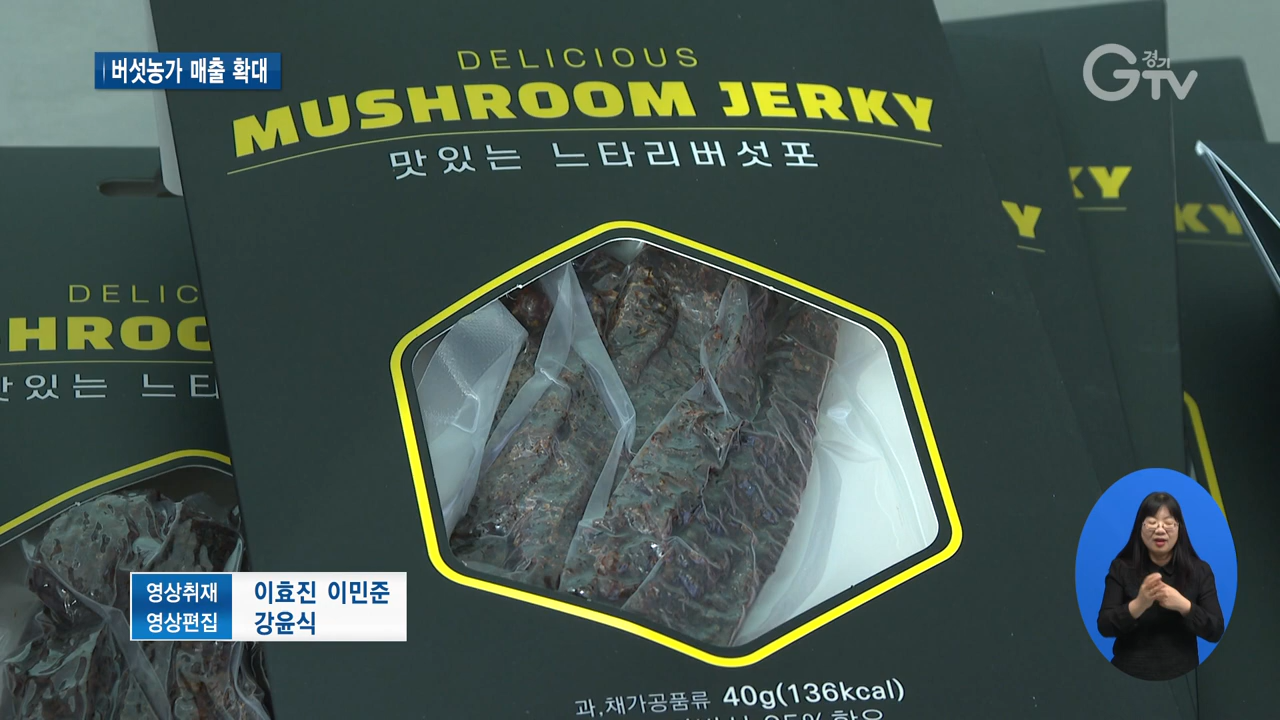 버섯농가 매출 확대
경기
GTV
DELICIOUS
MUSHROOM JERKY
맛있는 느타리버섯포
Y
KY
KY
DELIC
HROO
맛있는 느타
영상취재 이효진 이민준
영상편집 강윤식
과,채가공품류 40g(136kcal)